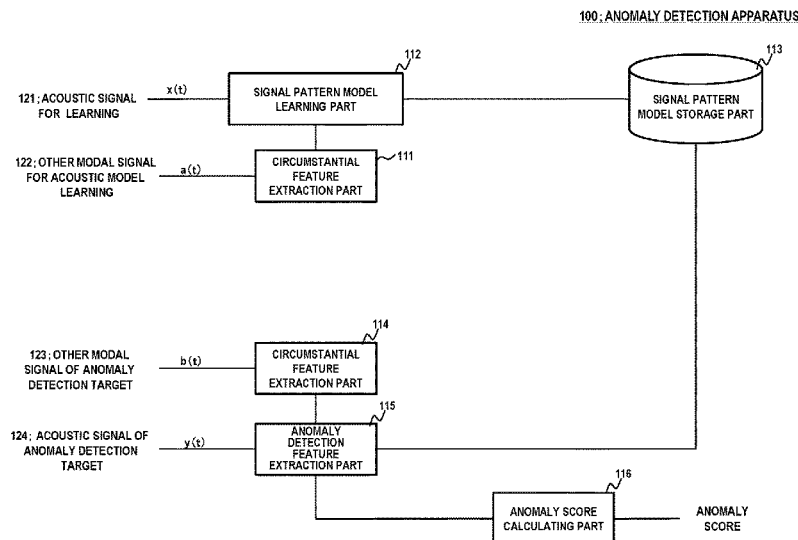 100; ANOMALY DETECTION APPARATUS
112
113
x(t)
121; ACOUSTIC SIGNAL
FOR LEARNING
SIGNAL PATTERN MODEL
LEARNING PART
SIGNAL PATTERN
MODEL STORAGE PART
111
122; OTHER MODAL SIGNAL
FOR ACOUSTIC MODEL
LEARNING
a(t)
CIRCUMSTANTIAL
FEATURE
EXTRACTION PART
114
123; OTHER MODAL
SIGNAL OF ANOMALY
DETECTION TARGET
b(t)
CIRCUMSTANTIAL
FEATURE
EXTRACTION PART
115
124; ACOUSTIC SIGNAL OF
ANOMALY DETECTION
TARGET
y(t)
ANOMALY
DETECTION
FEATURE
EXTRACTION PART
116
ANOMALY SCORE
CALCULATING PART
ANOMALY
SCORE